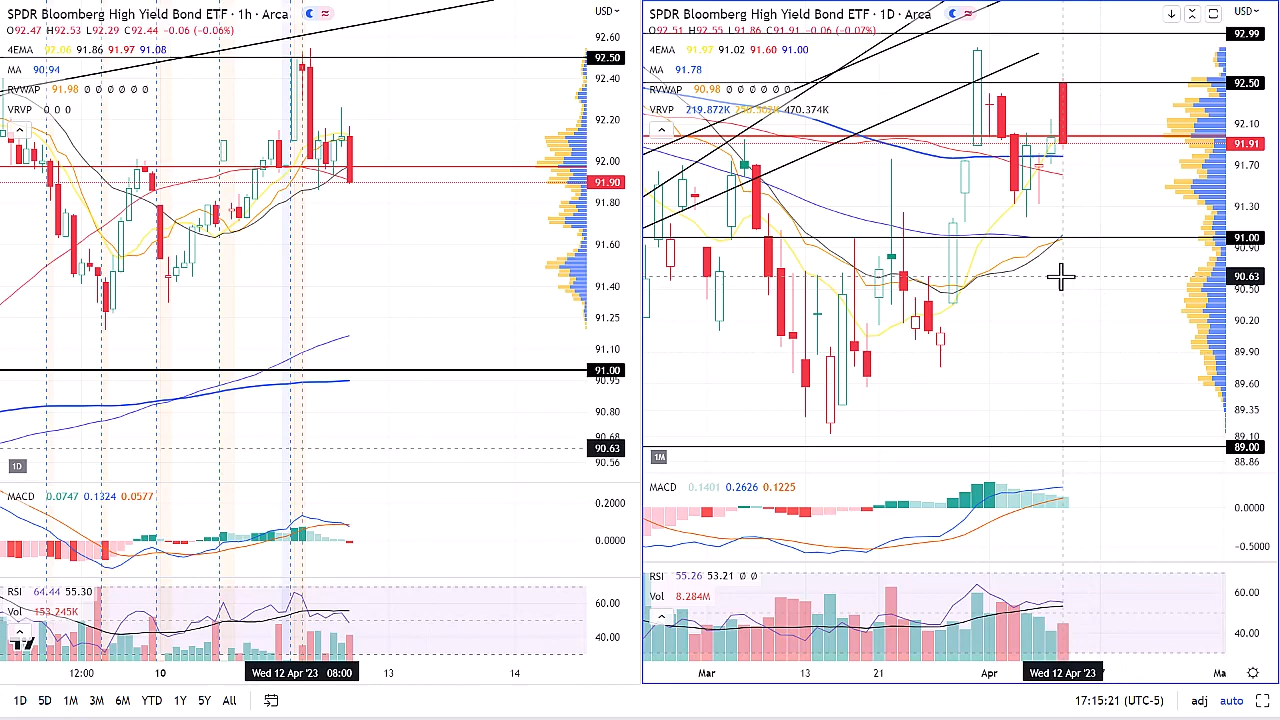 SPDR Bloomberg High Yield Bond ETF · 1h · Arca
O92.47 H92.53 L92.29 C92.44 -0.06 (-0.06%)
4EMA 92.06 91.86 91.97 91.08
MA 90.94
RVWAP 91.98 0 0 0 0 0 0
VRVP 0 0 0
USD
92.60
92.50
92.40
92.20
92.00
91.90
91.80
91.60
91.40
91.25
91.10
91.00
90.95
90.80
90.68
90.63
90.56
1D
MACD 0.0747 0.1324 0.0577
0.2000
0.0000
RSI 64.44 55.30
Vol 153.245K
60.00
40.00
12:00
10
Wed 12 Apr '23 08:00
13
14
SPDR Bloomberg High Yield Bond ETF · 1D · Arca
O92.51 H92.55 L91.86 C91.91 -0.06 (-0.07%)
4EMA 91.97 91.02 91.60 91.00
MA 91.78
RVWAP 90.98 0 0 0 0 0 0
VRVP 219.872K 470.374K
USD
92.99
92.50
92.10
91.91
91.70
91.30
91.00
90.90
90.63
90.50
90.20
89.90
89.60
89.35
89.10
89.00
88.86
1M
MACD 0.1401 0.2626 0.1225
0.0000
-0.5000
RSI 55.26 53.21 Ø Ø
Vol 8.284M
60.00
40.00
Mar
13
21
Apr
Wed 12 Apr '23
Ma
1D 5D 1M 3M 6M YTD 1Y 5Y All
17:15:21 (UTC-5) adj auto